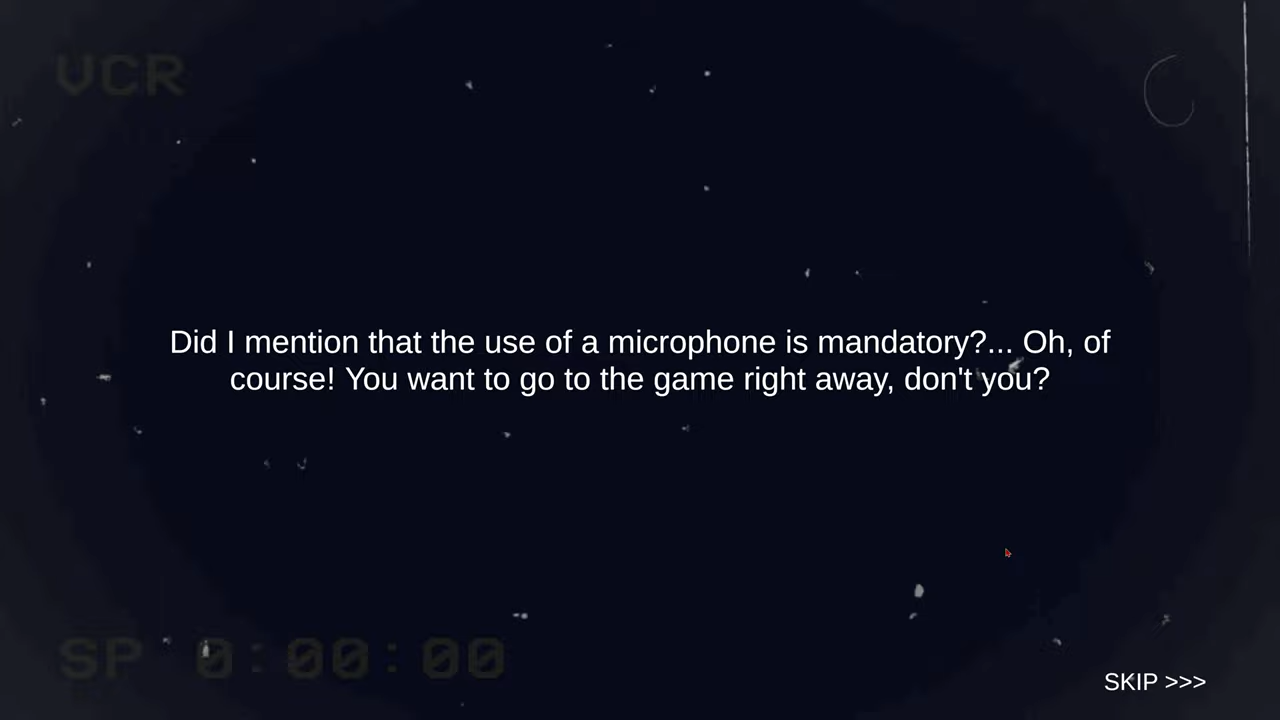 VCR
Did I mention that the use of a microphone is mandatory?... Oh, of
course! You want to go to the game right away, don't you?
SP 0:00:00
SKIP >>>